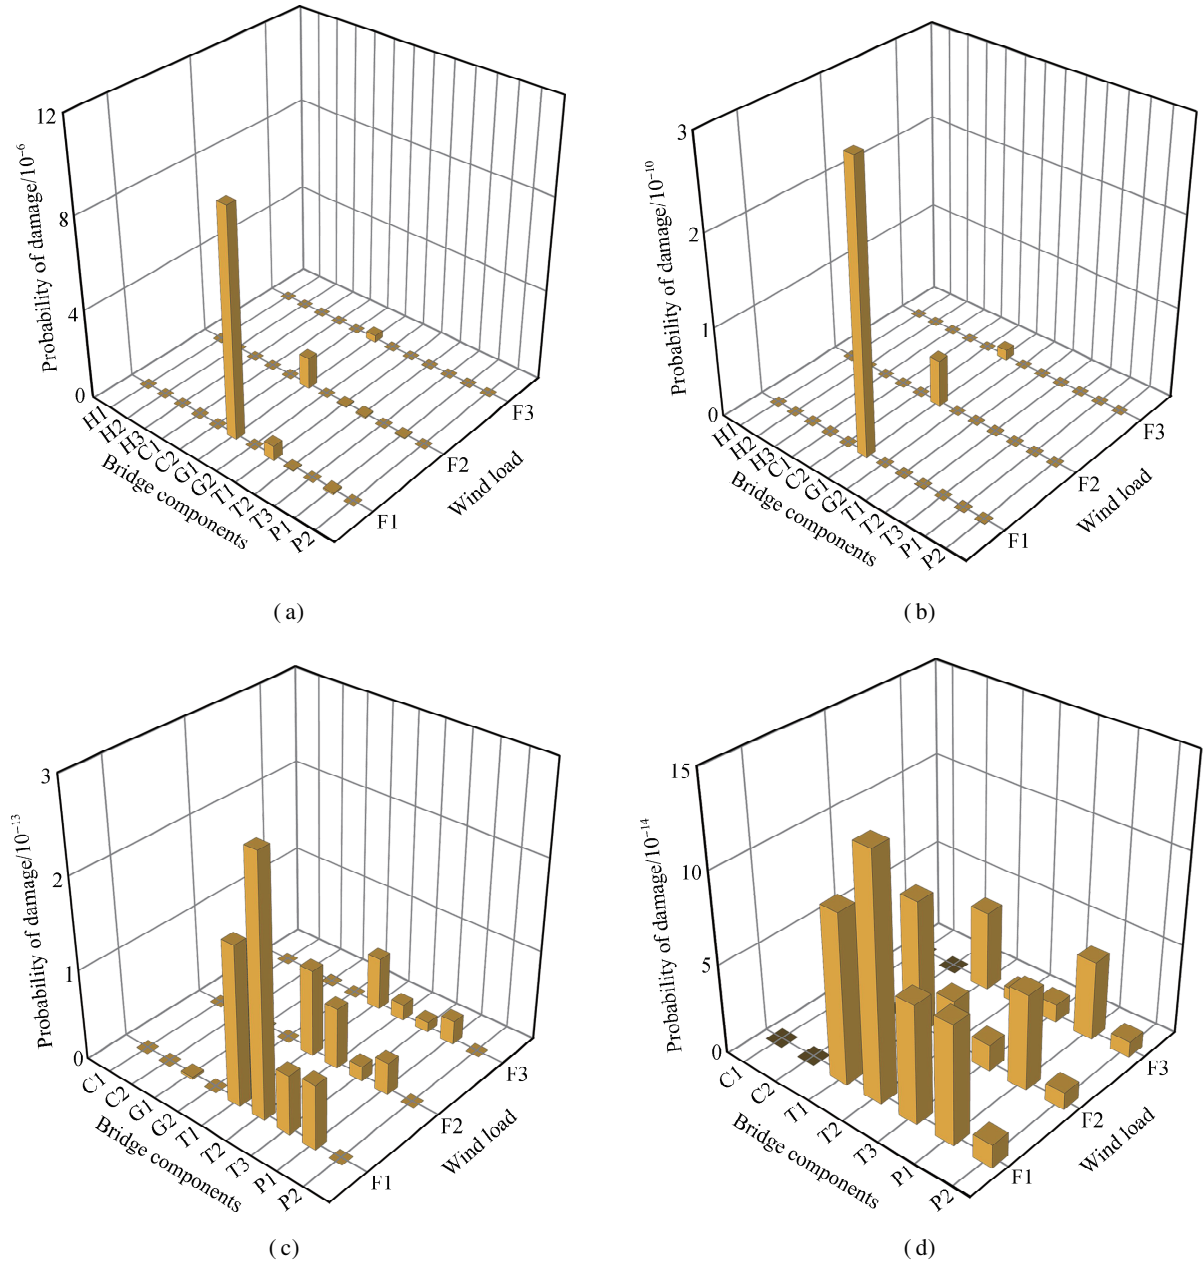 12
8
4
0
Probability of damage/10⁻⁶
H1
H2
H3
C1
C2
G1
G2
T1
T2
T3
P1
P2
Bridge components
F1
F2
F3
Wind load
(a)
3
2
1
0
Probability of damage/10⁻¹⁰
H1
H2
H3
C1
C2
G1
G2
T1
T2
T3
P1
P2
Bridge components
F1
F2
F3
Wind load
(b)
3
2
1
0
Probability of damage/10⁻¹³
C1
C2
G1
G2
T1
T2
T3
P1
P2
Bridge components
F1
F2
F3
Wind load
(c)
15
10
5
0
Probability of damage/10⁻¹⁴
C1
C2
T1
T2
T3
P1
P2
Bridge components
F1
F2
F3
Wind load
(d)